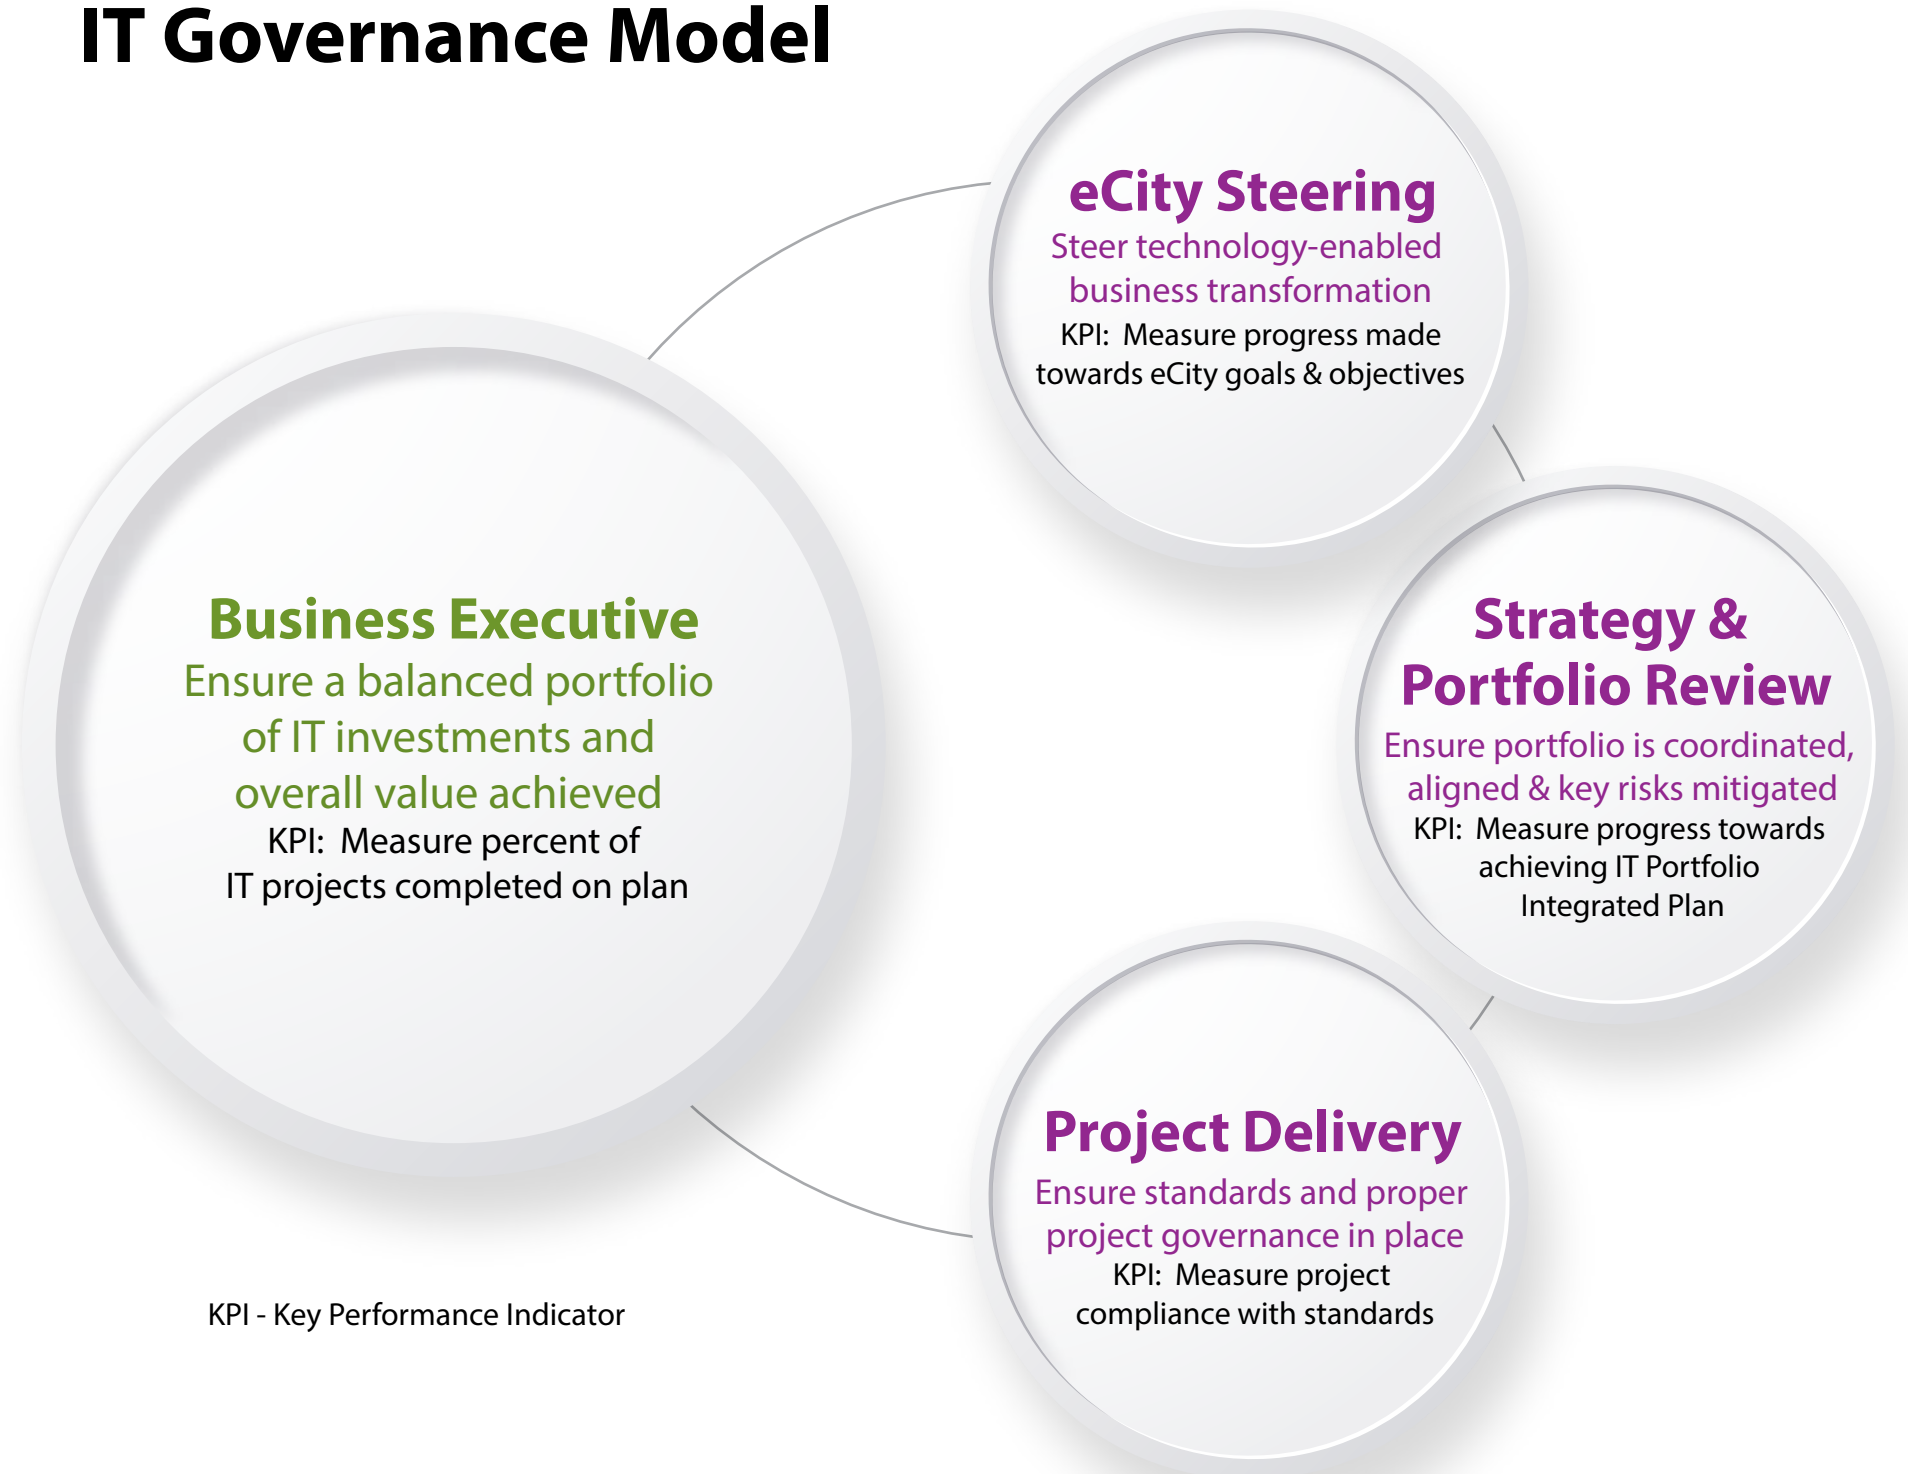 IT Governance Model
eCity Steering
Steer technology-enabled
business transformation
KPI: Measure progress made
towards eCity goals & objectives
Business Executive
Ensure a balanced portfolio
of IT investments and
overall value achieved
KPI: Measure percent of
IT projects completed on plan
Strategy &
Portfolio Review
Ensure portfolio is coordinated,
aligned & key risks mitigated
KPI: Measure progress towards
achieving IT Portfolio
Integrated Plan
Project Delivery
Ensure standards and proper
project governance in place
KPI: Measure project
compliance with standards
KPI - Key Performance Indicator